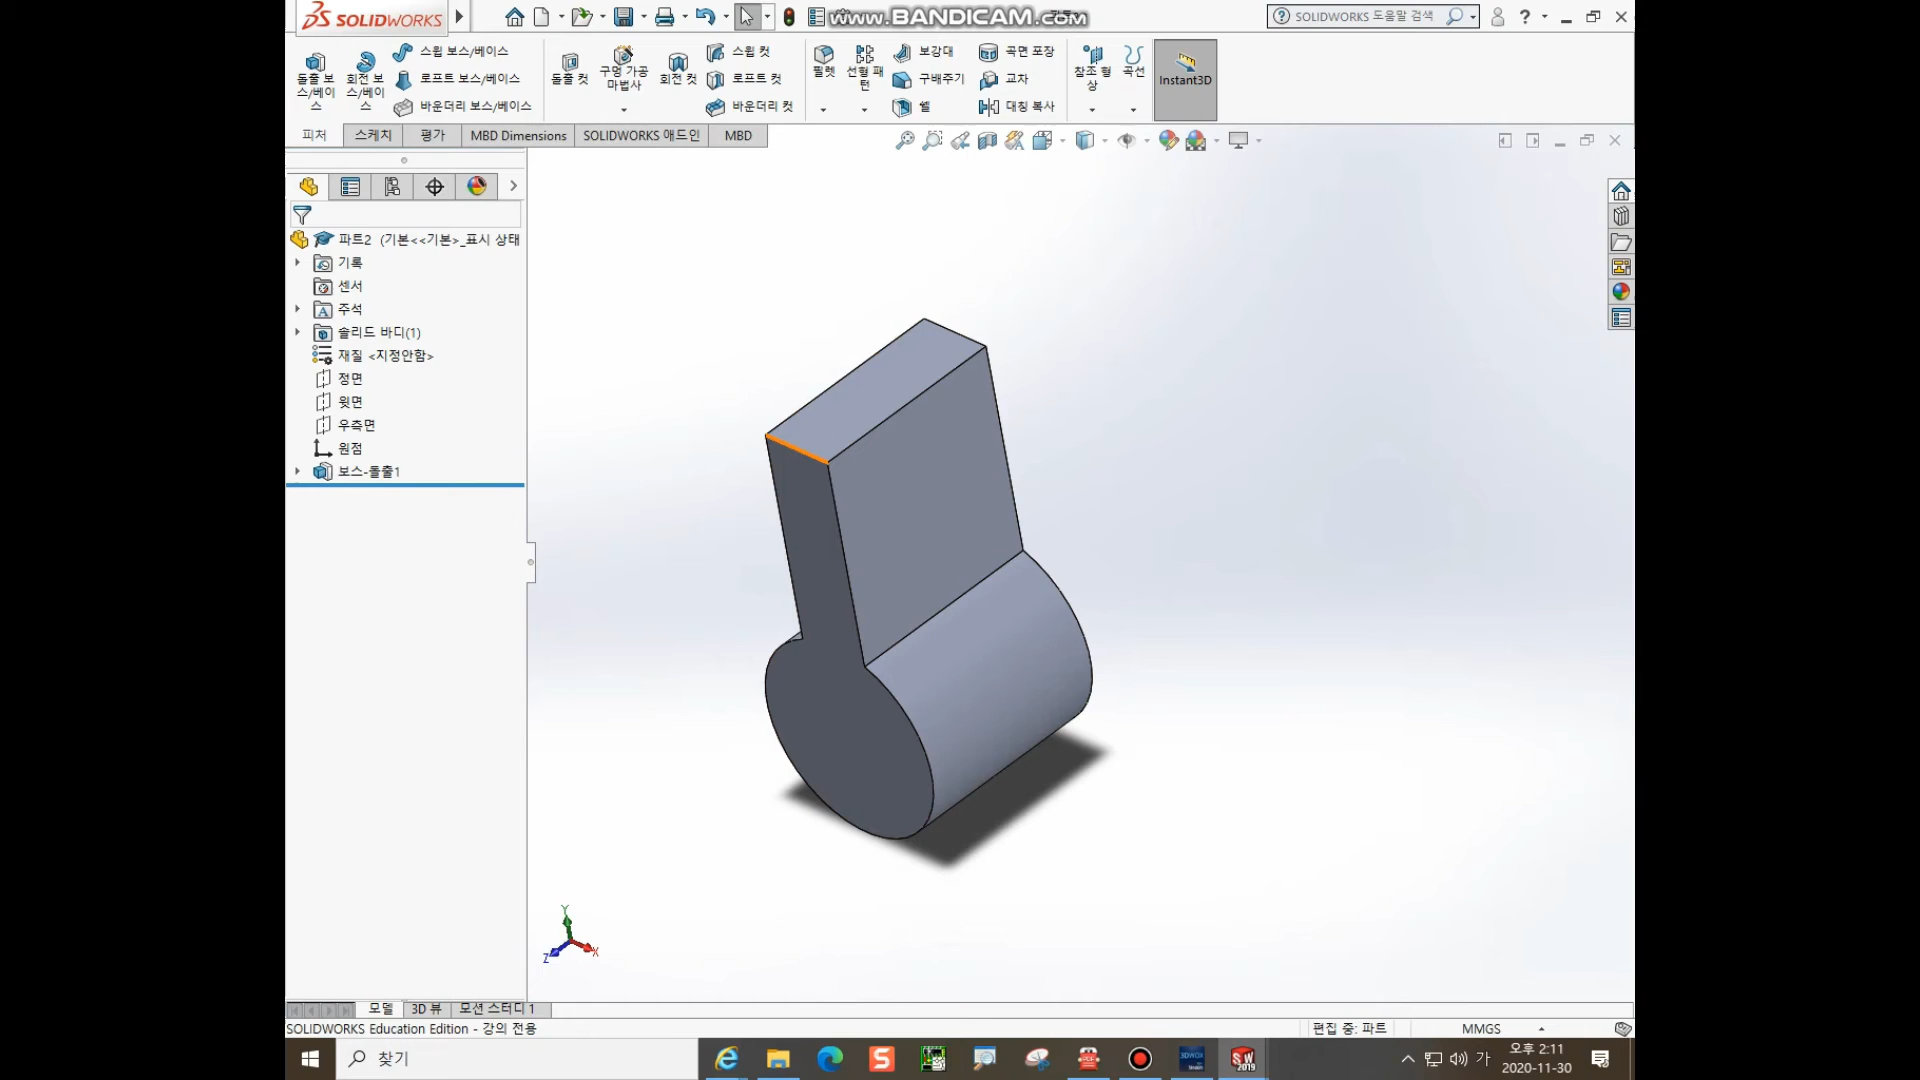 SOLIDWORKS
www.BANDICAM.com
SOLIDWORKS 도움말 검색
돌출 보스/베이스
회전 보스/베이스
스윕 보스/베이스
로프트 보스/베이스
바운더리 보스/베이스
돌출 컷
구멍 가공 마법사
회전 컷
스윕 컷
로프트 컷
바운더리 컷
필렛
선형 패턴
보강대
구배주기
쉘
곡면 포장
교차
대칭 복사
참조 형상
곡선
Instant3D
피처 스케치 평가 MBD Dimensions SOLIDWORKS 애드인 MBD
파트2 (기본<<기본>_표시 상태
기록
센서
주석
솔리드 바디(1)
재질 <지정안함>
정면
윗면
우측면
원점
보스-돌출1
Y
Z
X
모델 3D 뷰 모션 스터디 1
SOLIDWORKS Education Edition - 강의 전용
편집 중: 파트
MMGS
찾기
가
오후 2:11
2020-11-30